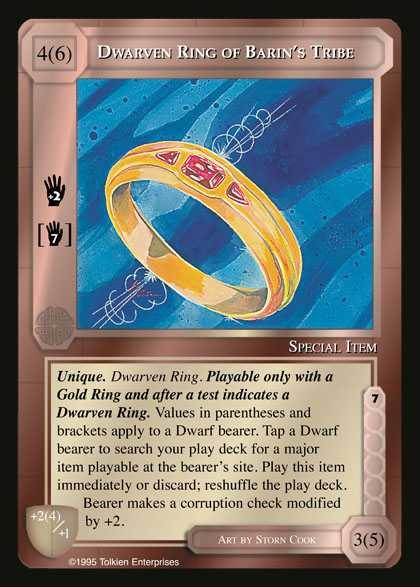 4(6)
Dwarven Ring of Barin's Tribe
2
[7]
Special Item
Unique. Dwarven Ring. Playable only with a
Gold Ring and after a test indicates a
Dwarven Ring. Values in parentheses and
brackets apply to a Dwarf bearer. Tap a Dwarf
bearer to search your play deck for a major
item playable at the bearer's site. Play this item
immediately or discard; reshuffle the play deck.
Bearer makes a corruption check modified
by +2.
7
+2(4)/+1
Art by Storn Cook
3(5)
©1995 Tolkien Enterprises